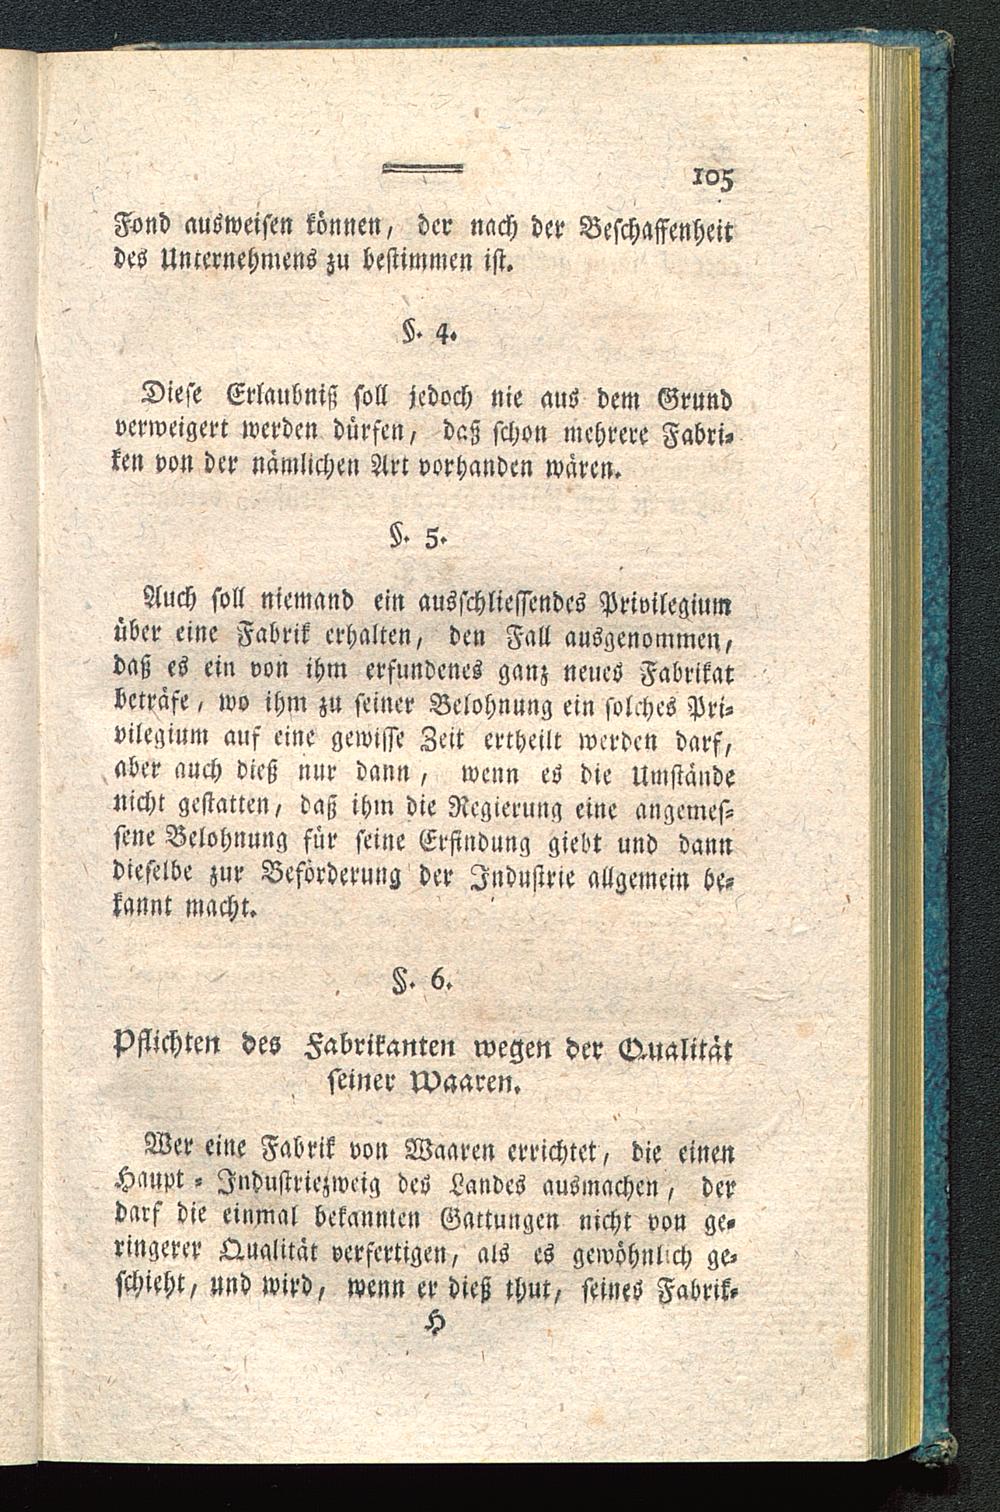 105
Fond ausweisen können, der nach der Beschaffenheit
des Unternehmens zu bestimmen ist.
§. 4.
Diese Erlaubniß soll jedoch nie aus dem Grund
verweigert werden dürfen, daß schon mehrere Fabri-
ken von der nämlichen Art vorhanden wären.
§. 5.
Auch soll niemand ein ausschliessendes Privilegium
über eine Fabrik erhalten, den Fall ausgenommen,
daß es ein von ihm erfundenes ganz neues Fabrikat
beträfe, wo ihm zu seiner Belohnung ein solches Pri-
vilegium auf eine gewisse Zeit ertheilt werden darf,
aber auch dieß nur dann, wenn es die Umstände
nicht gestatten, daß ihm die Regierung eine angemes-
sene Belohnung für seine Erfindung giebt und dann
dieselbe zur Beförderung der Industrie allgemein be-
kannt macht.
§. 6.
Pflichten des Fabrikanten wegen der Qualität
seiner Waaren.
Wer eine Fabrik von Waaren errichtet, die einen
Haupt-Industriezweig des Landes ausmachen, der
darf die einmal bekannten Gattungen nicht von ge-
ringerer Qualität verfertigen, als es gewöhnlich ge-
schieht, und wird, wenn er dieß thut, seines Fabrik-
H